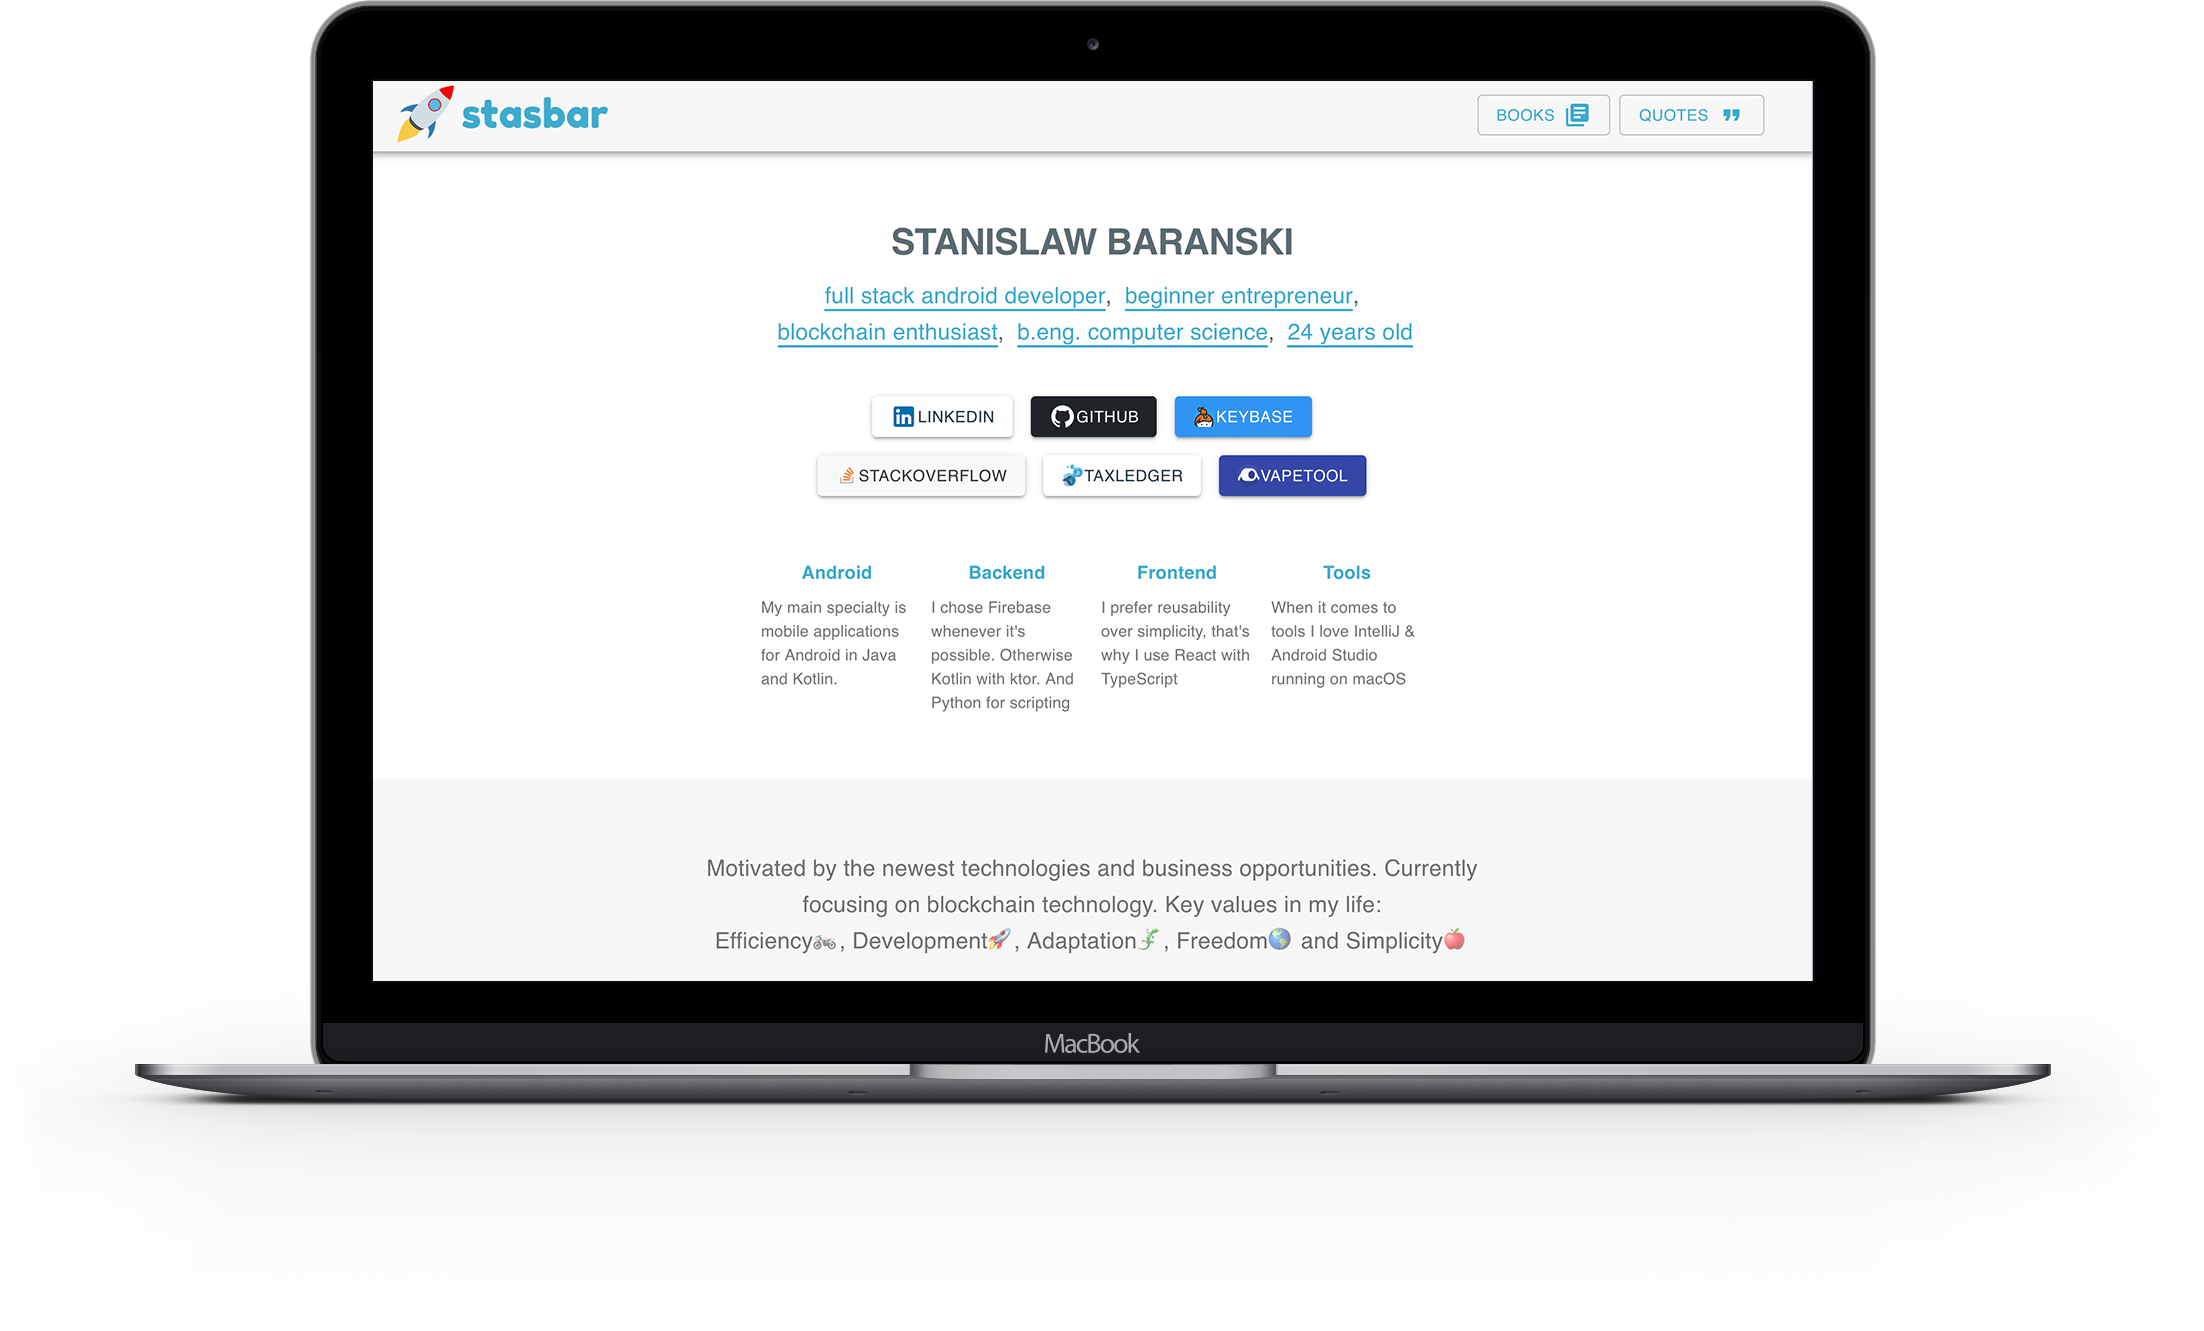 stasbar
BOOKS QUOTES
STANISLAW BARANSKI
full stack android developer, beginner entrepreneur,
blockchain enthusiast, b.eng. computer science, 24 years old
LINKEDIN GITHUB KEYBASE
STACKOVERFLOW TAXLEDGER VAPETOOL
Android
My main specialty is
mobile applications
for Android in Java
and Kotlin.
Backend
I chose Firebase
whenever it's
possible. Otherwise
Kotlin with ktor. And
Python for scripting
Frontend
I prefer reusability
over simplicity, that's
why I use React with
TypeScript
Tools
When it comes to
tools I love IntelliJ &
Android Studio
running on macOS
Motivated by the newest technologies and business opportunities. Currently
focusing on blockchain technology. Key values in my life:
Efficiency🏍, Development🚀, Adaptation🦎, Freedom🌎 and Simplicity🍎
MacBook